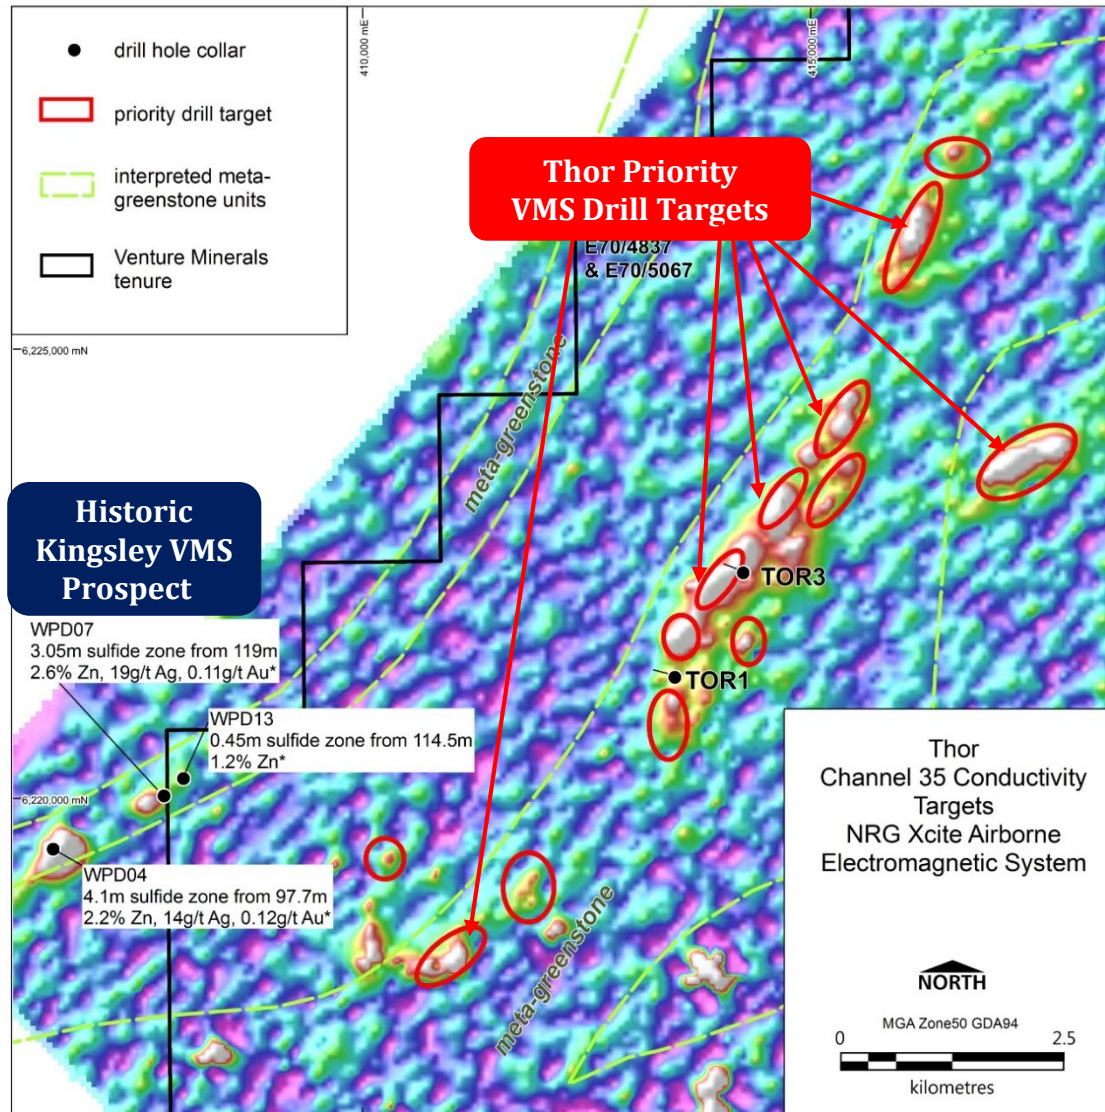 drill hole collar
priority drill target
interpreted meta-
greenstone units
Venture Minerals
tenure
410,000 mE
415,000 mE
Thor Priority
VMS Drill Targets
E70/4837
& E70/5067
6,225,000 mN
meta-greenstone
Historic
Kingsley VMS
Prospect
TOR3
WPD07
3.05m sulfide zone from 119m
2.6% Zn, 19g/t Ag, 0.11g/t Au*
TOR1
WPD13
0.45m sulfide zone from 114.5m
1.2% Zn*
6,220,000 mN
WPD04
4.1m sulfide zone from 97.7m
2.2% Zn, 14g/t Ag, 0.12g/t Au*
meta-greenstone
Thor
Channel 35 Conductivity
Targets
NRG Xcite Airborne
Electromagnetic System
NORTH
MGA Zone50 GDA94
0 2.5
kilometres